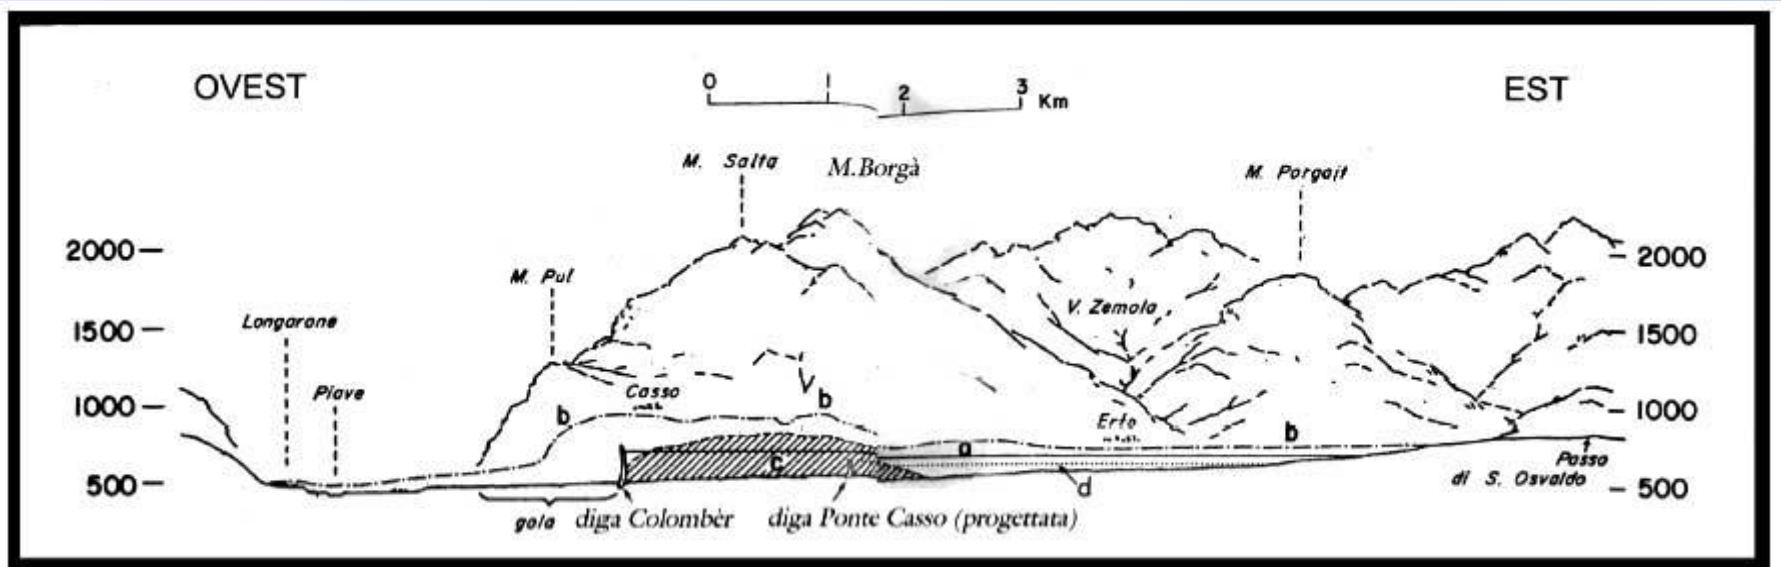 OVEST
EST
0 1 2 3 Km
M. Salta
M.Borgà
M. Porgait
2000
2000
M. Pul
V. Zemola
Longarone
1500
1500
Piave
Casso
b
b
1000
1000
Erto
b
a
c
Passo
di S. Osvaldo
d
500
500
gola
diga Colombèr
diga Ponte Casso (progettata)